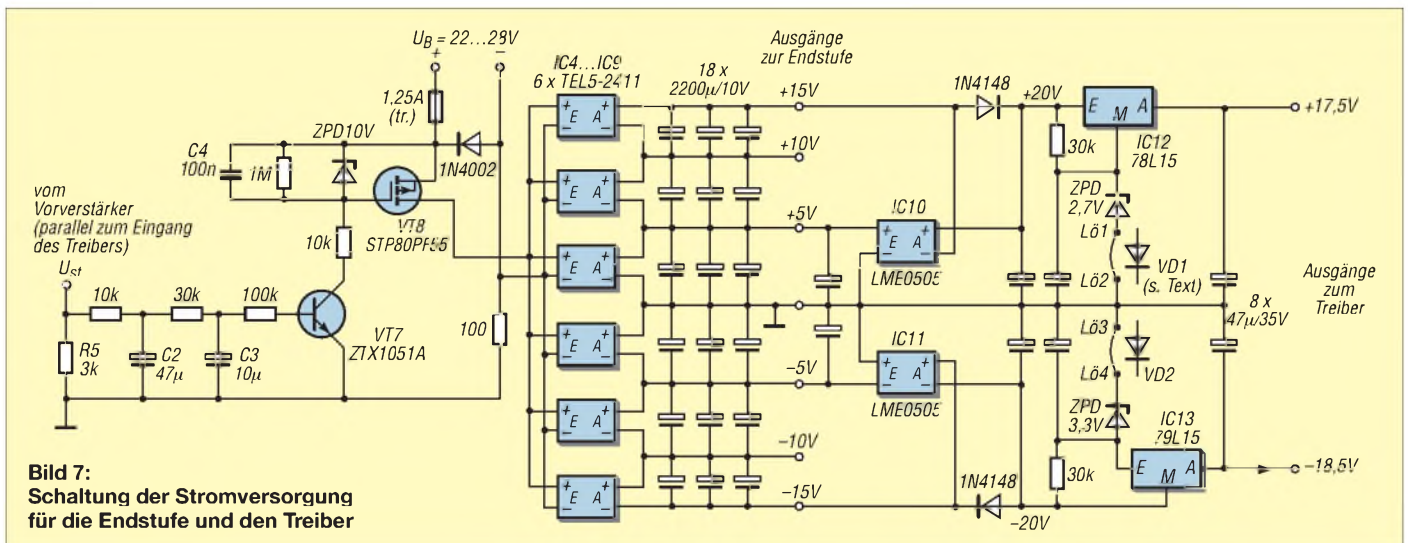 U_B = 22...28V
+
–
IC4...IC9
6 x TEL5-2411
18 x
2200µ/10V
Ausgänge
zur Endstufe
1,25A
(tr.)
ZPD10V
C4
100n
1M
1N4002
VT8
STP80PF55
vom
Vorverstärker
(parallel zum Eingang
des Treibers)
U_st
10k
30k
100k
10k
R5
3k
C2
47µ
C3
10µ
VT7
ZTX1051A
100
+ E A +
– –
+ E A +
– –
+ E A +
– –
+ E A +
– –
+ E A +
– –
+ E A +
– –
+15V
+10V
+5V
–5V
–10V
–15V
1N4148
+20V
E M A
IC12
78L15
+17,5V
30k
ZPD
2,7V
Lö1
Lö2
VD1
(s. Text)
IC10
+ E A +
– –
LME0505
IC11
+ E A +
– –
LME0505
Ausgänge
zum
Treiber
8 x
47µ/35V
Lö3
Lö4
VD2
ZPD
3,3V
IC13
79L15
E M A
30k
1N4148
–20V
–18,5V
Bild 7:
Schaltung der Stromversorgung
für die Endstufe und den Treiber